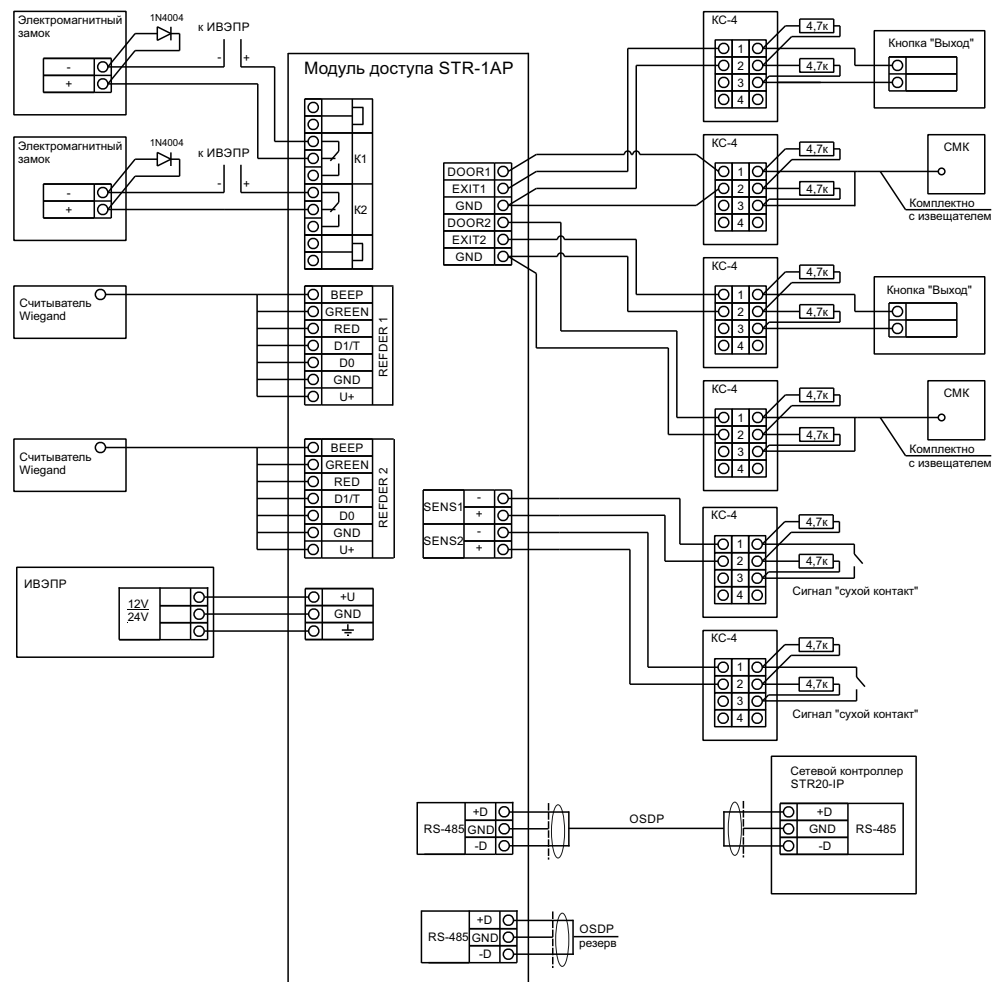 Электромагнитный
замок
-
+
1N4004
к ИВЭПР
-
+
Электромагнитный
замок
-
+
1N4004
к ИВЭПР
-
+
Модуль доступа STR-1AP
К1
К2
DOOR1
EXIT1
GND
DOOR2
EXIT2
GND
Считыватель
Wiegand
BEEP
GREEN
RED
D1/T
D0
GND
U+
REFDER 1
Считыватель
Wiegand
BEEP
GREEN
RED
D1/T
D0
GND
U+
REFDER 2
SENS1
-
+
SENS2
-
+
ИВЭПР
12V
24V
+U
GND
КС-4
1
2
3
4
4,7к
4,7к
Кнопка "Выход"
КС-4
1
2
3
4
4,7к
4,7к
СМК
Комплектно
с извещателем
КС-4
1
2
3
4
4,7к
4,7к
Кнопка "Выход"
КС-4
1
2
3
4
4,7к
4,7к
СМК
Комплектно
с извещателем
КС-4
1
2
3
4
4,7к
4,7к
Сигнал "сухой контакт"
КС-4
1
2
3
4
4,7к
4,7к
Сигнал "сухой контакт"
RS-485
+D
GND
-D
OSDP
Сетевой контроллер
STR20-IP
+D
GND
-D
RS-485
RS-485
+D
GND
-D
OSDP
резерв